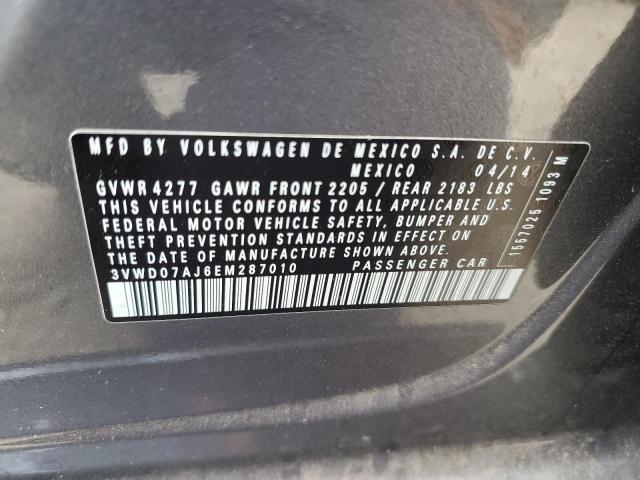 MFD BY VOLKSWAGEN DE MEXICO S.A. DE C.V.
MEXICO 04/14
GVWR 4277 GAWR FRONT 2205 / REAR 2183 LBS
THIS VEHICLE CONFORMS TO ALL APPLICABLE U.S.
FEDERAL MOTOR VEHICLE SAFETY, BUMPER AND
THEFT PREVENTION STANDARDS IN EFFECT ON
THE DATE OF MANUFACTURE SHOWN ABOVE.
3VWD07AJ6EM287010 PASSENGER CAR
1557025 1093 M